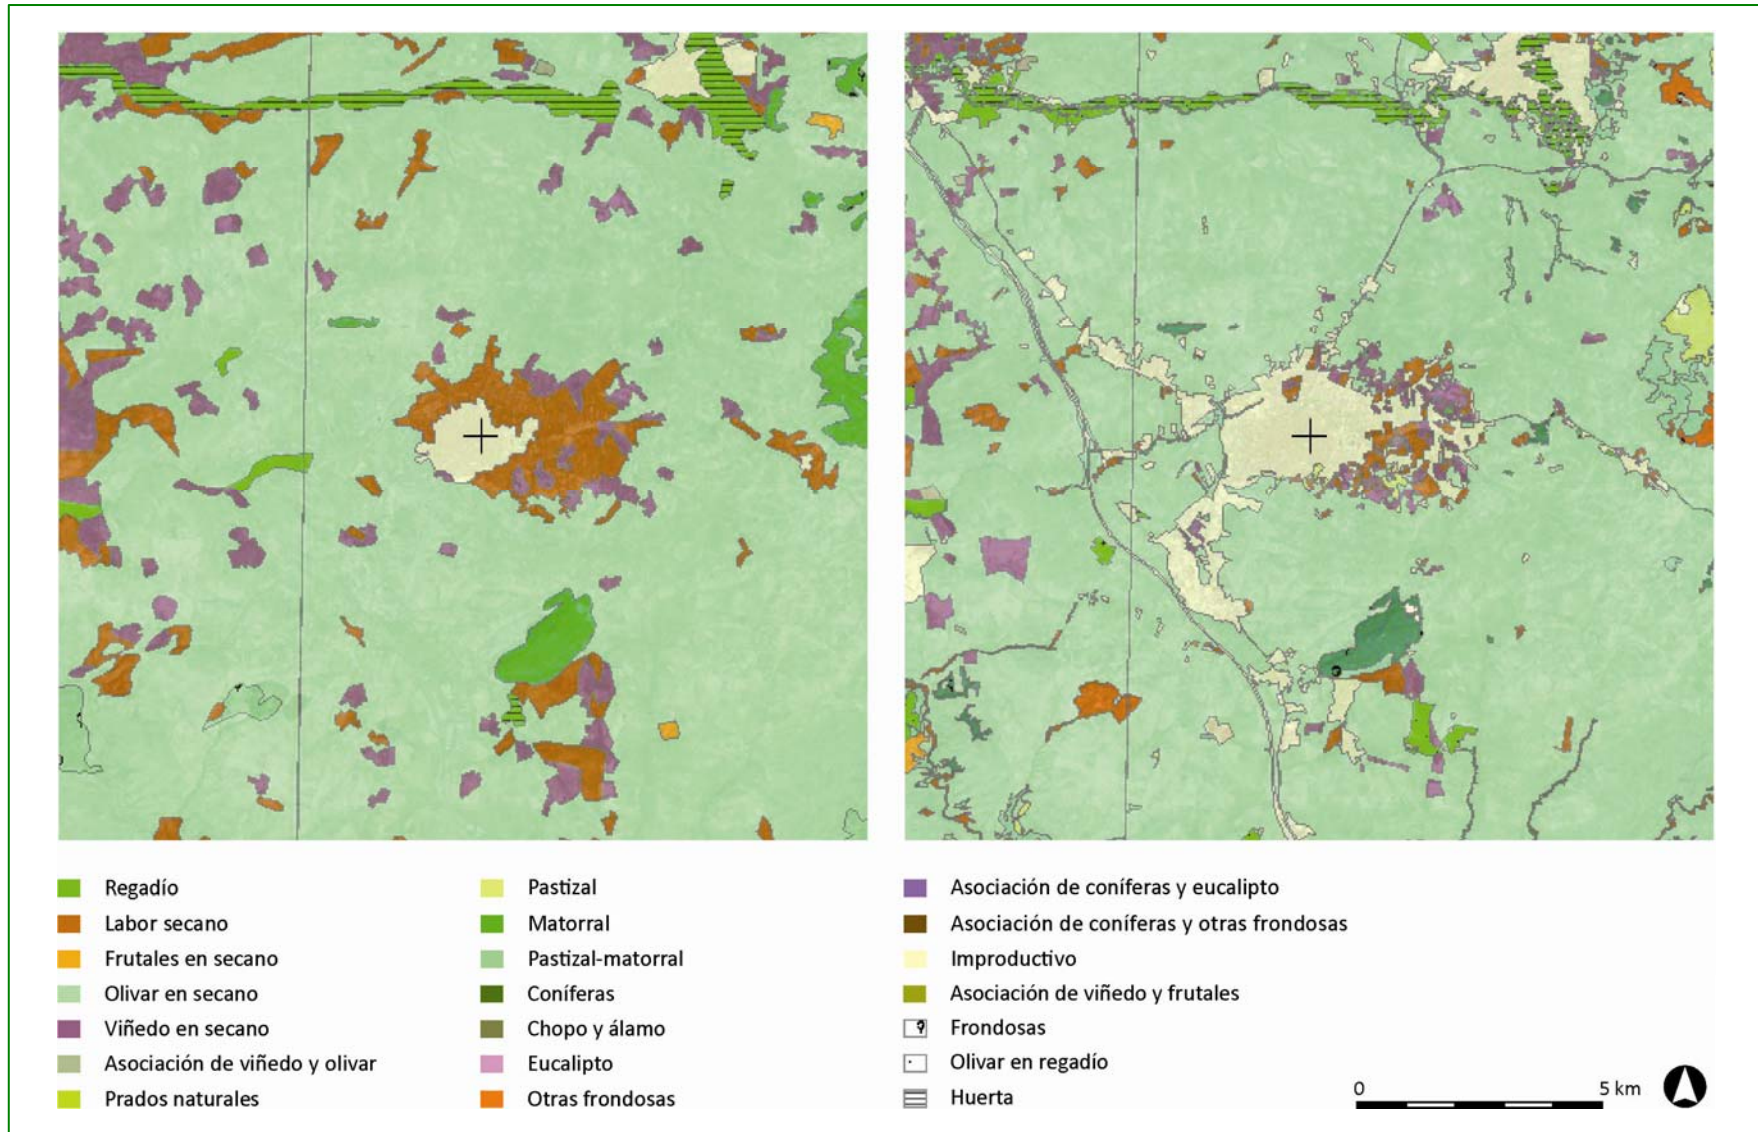 Regadío
Labor secano
Frutales en secano
Olivar en secano
Viñedo en secano
Asociación de viñedo y olivar
Prados naturales
Pastizal
Matorral
Pastizal-matorral
Coníferas
Chopo y álamo
Eucalipto
Otras frondosas
Asociación de coníferas y eucalipto
Asociación de coníferas y otras frondosas
Improductivo
Asociación de viñedo y frutales
Frondosas
Olivar en regadío
Huerta
0 5 km